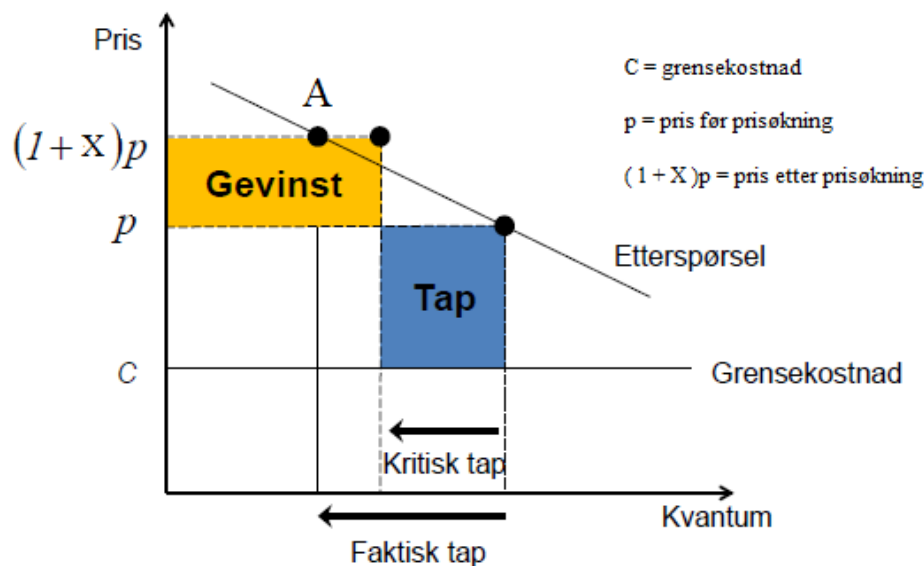 Pris
C = grensekostnad
A
p = pris før prisøkning
(1 + X)p
Gevinst
(1 + X)p = pris etter prisøkning
p
Etterspørsel
Tap
C
Grensekostnad
Kritisk tap
Kvantum
Faktisk tap